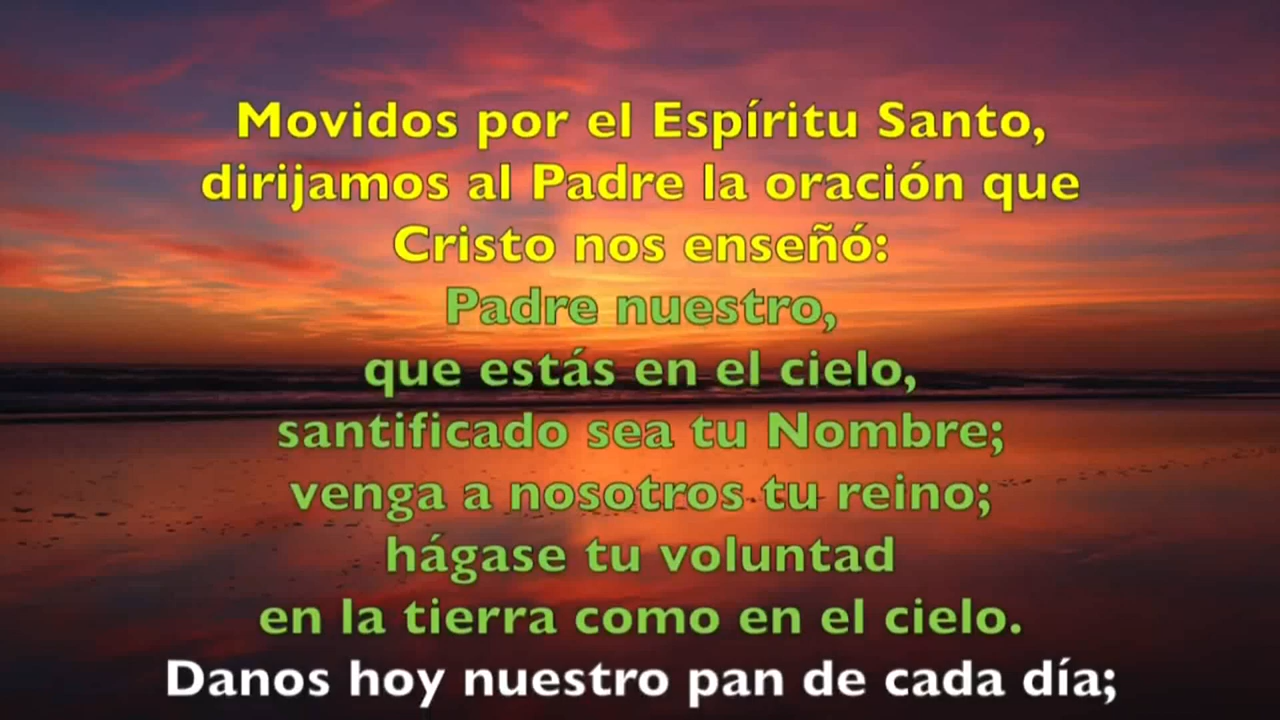 Movidos por el Espíritu Santo,
dirijamos al Padre la oración que
Cristo nos enseñó:
Padre nuestro,
que estás en el cielo,
santificado sea tu Nombre;
venga a nosotros tu reino;
hágase tu voluntad
en la tierra como en el cielo.
Danos hoy nuestro pan de cada día;